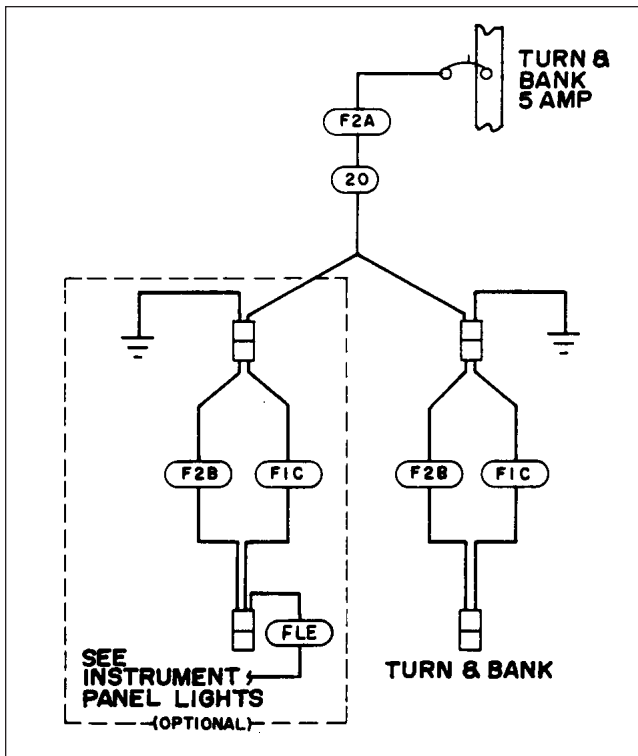 TURN &
BANK
5 AMP
F2A
20
F2B
F1C
F2B
F1C
FLE
SEE
INSTRUMENT
PANEL LIGHTS
(OPTIONAL)
TURN & BANK